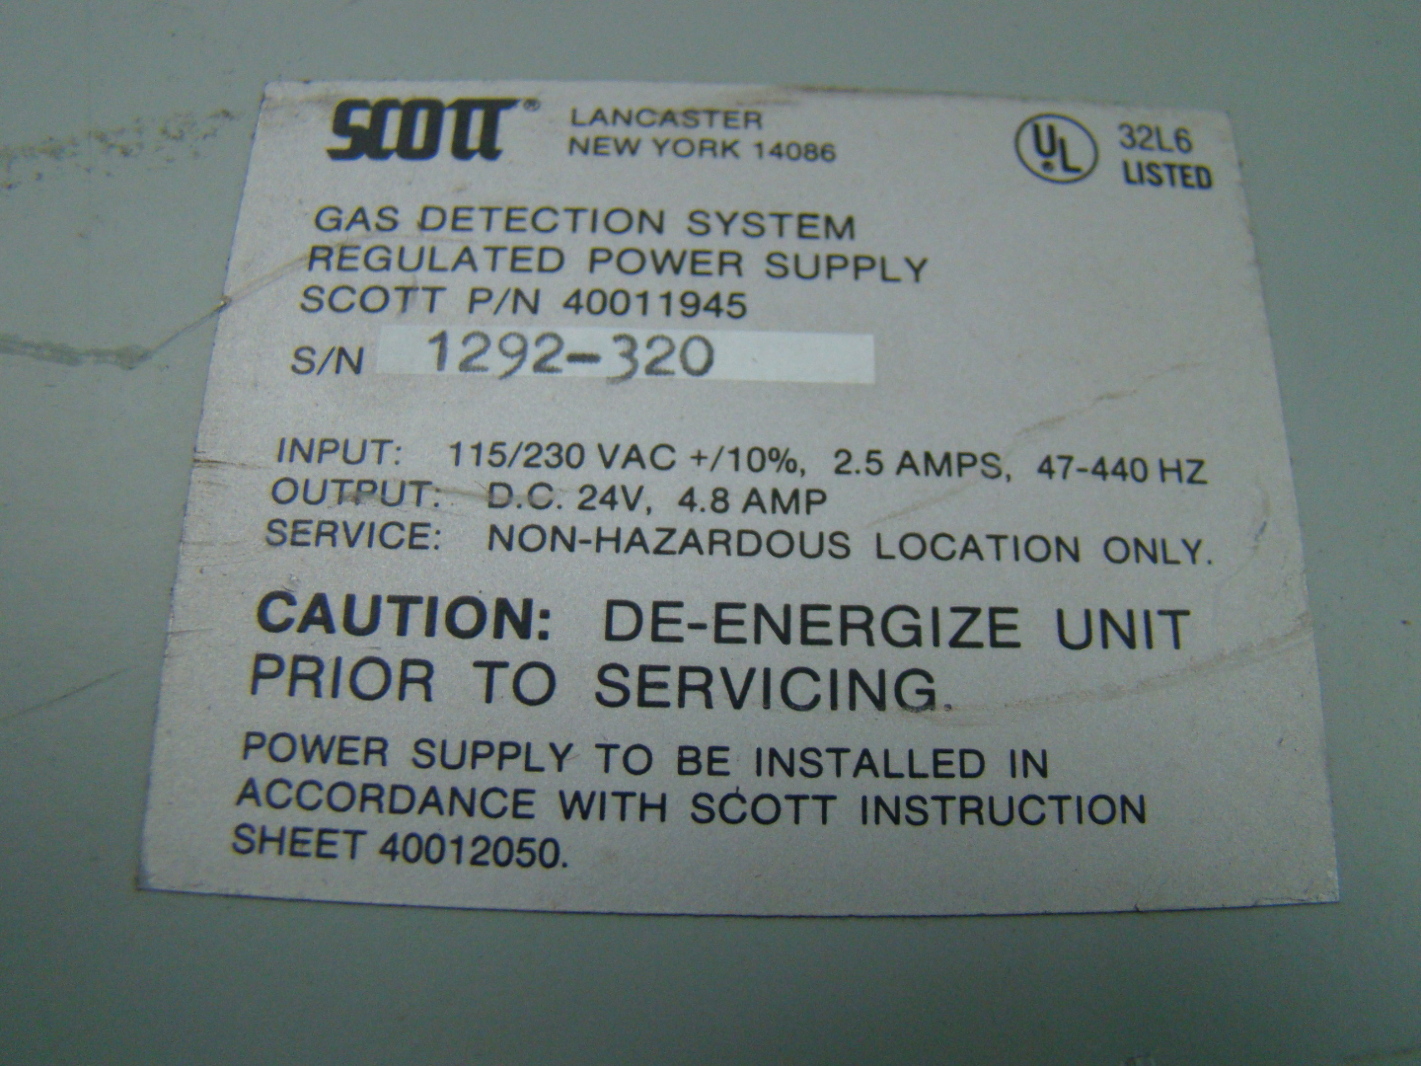 SCOTT® LANCASTER
NEW YORK 14086
UL® 32L6
LISTED
GAS DETECTION SYSTEM
REGULATED POWER SUPPLY
SCOTT P/N 40011945
S/N 1292-320
INPUT: 115/230 VAC +/10%, 2.5 AMPS, 47-440 HZ
OUTPUT: D.C. 24V, 4.8 AMP
SERVICE: NON-HAZARDOUS LOCATION ONLY.
CAUTION: DE-ENERGIZE UNIT
PRIOR TO SERVICING.
POWER SUPPLY TO BE INSTALLED IN
ACCORDANCE WITH SCOTT INSTRUCTION
SHEET 40012050.